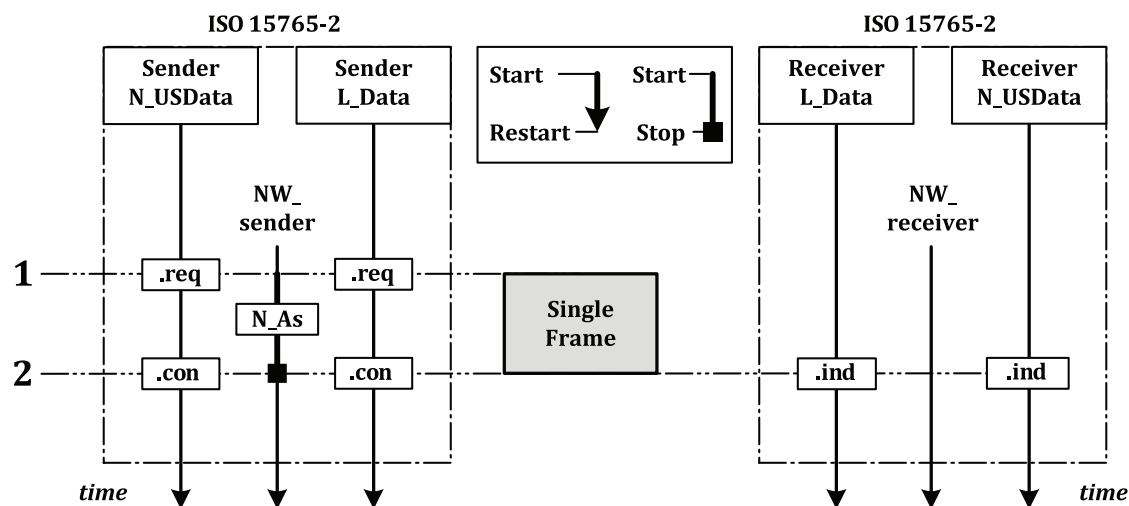 ISO 15765-2
ISO 15765-2
Sender
N_USData
Sender
L_Data
Start
Restart
Start
Stop
Receiver
L_Data
Receiver
N_USData
NW_
sender
NW_
receiver
1
.req
.req
N_As
Single
Frame
2
.con
.con
.ind
.ind
time
time